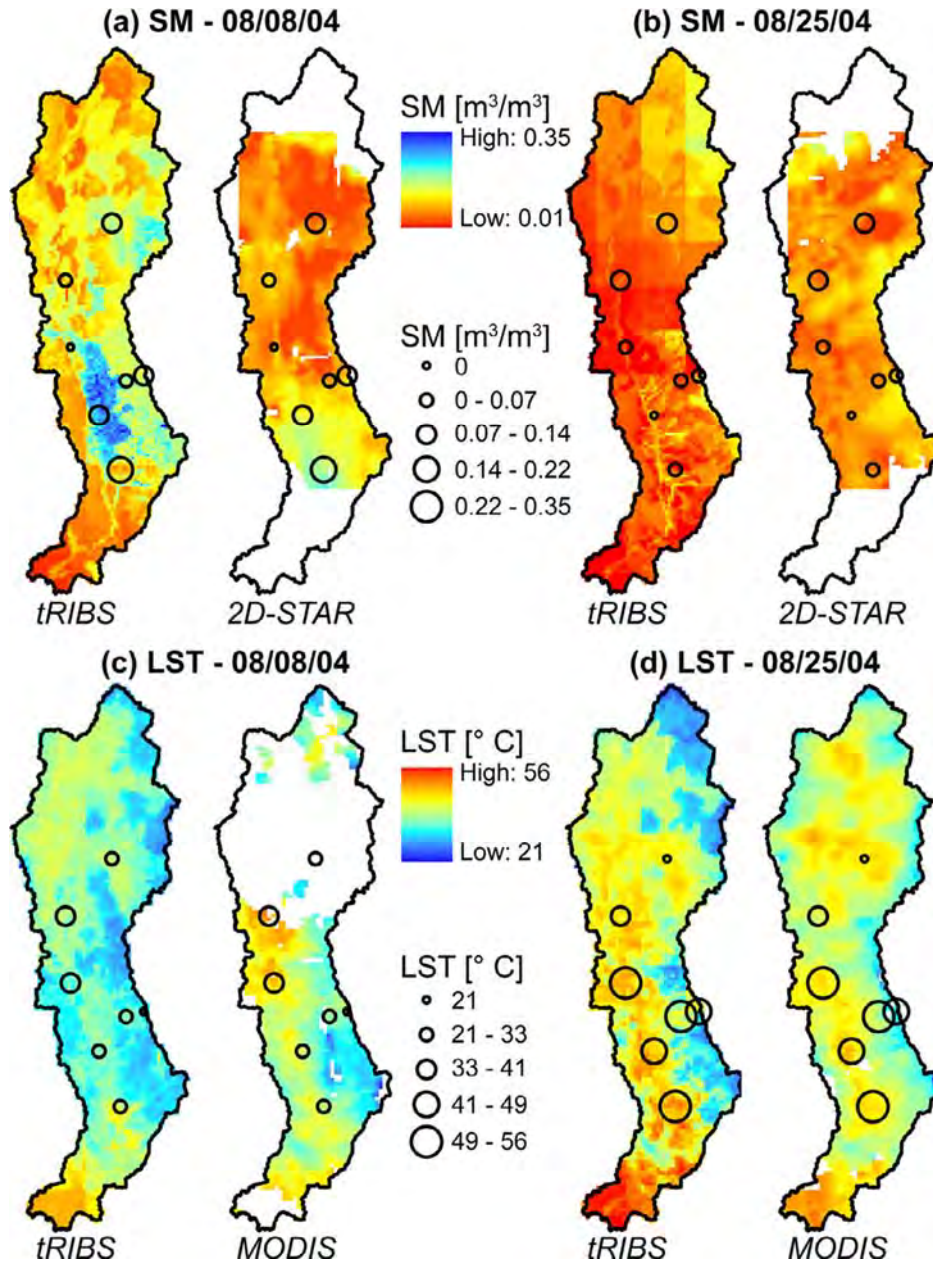 (a) SM - 08/08/04
(b) SM - 08/25/04
SM [m³/m³]
High: 0.35
Low: 0.01
SM [m³/m³]
0
0 - 0.07
0.07 - 0.14
0.14 - 0.22
0.22 - 0.35
tRIBS
2D-STAR
tRIBS
2D-STAR
(c) LST - 08/08/04
(d) LST - 08/25/04
LST [° C]
High: 56
Low: 21
LST [° C]
21
21 - 33
33 - 41
41 - 49
49 - 56
tRIBS
MODIS
tRIBS
MODIS